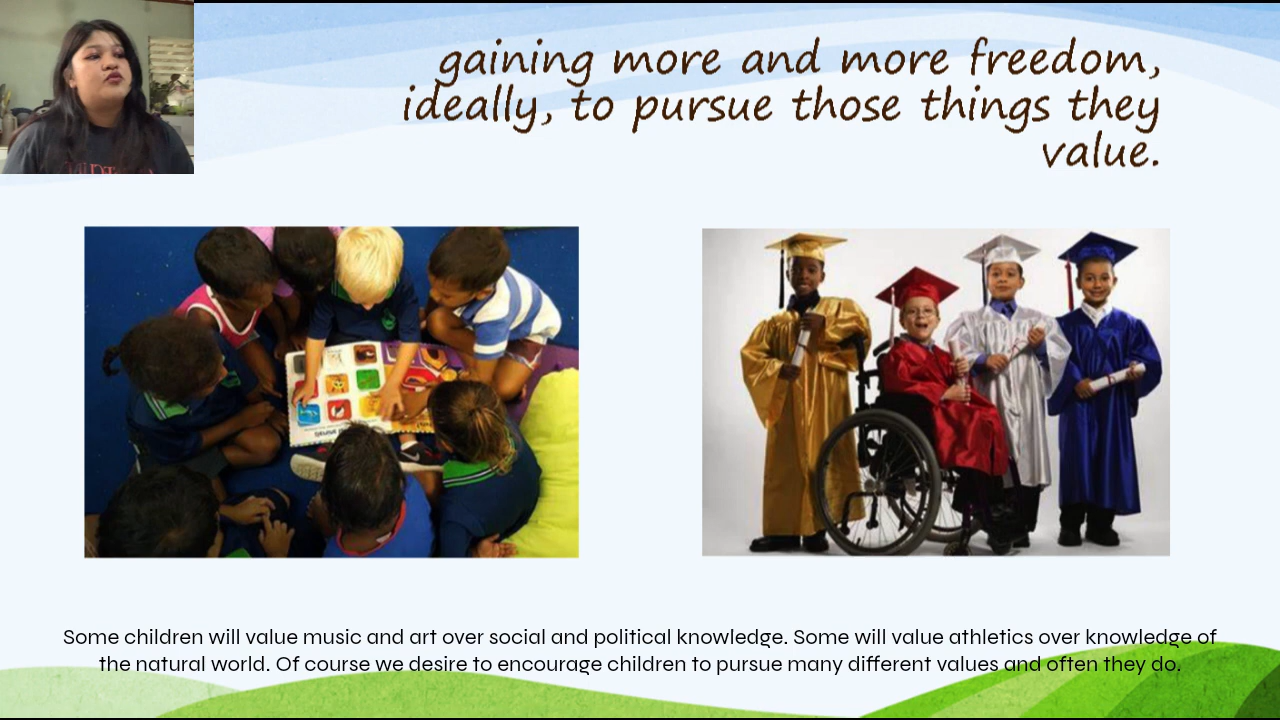 gaining more and more freedom,
ideally, to pursue those things they
value.
Some children will value music and art over social and political knowledge. Some will value athletics over knowledge of
the natural world. Of course we desire to encourage children to pursue many different values and often they do.